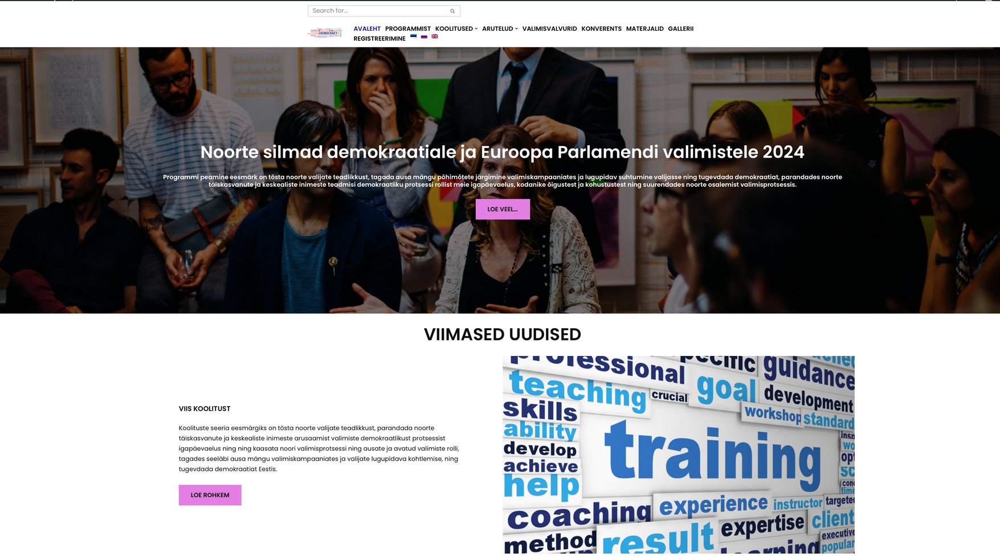 Search for...
DEMOCRACY
AVALEHT PROGRAMMIST KOOLITUSED ARUTELUD VALIMISVALVURID KONVERENTS MATERJALID GALLERII
REGISTREERIMINE
Noorte silmad demokraatiale ja Euroopa Parlamendi valimistele 2024
Programmi peamine eesmärk on tõsta noorte valijate teadlikkust, tagada ausa mängu põhimõtete järgimine valimiskampaaniates ja lugupidav suhtumine valijasse ning tugevdada demokraatiat, parandades noorte
täiskasvanute ja keskealiste inimeste teadmisi demokraatliku protsessi rollist meie igapäevaelus, kodanike õigustest ja kohustustest ning suurendades noorte osalemist valimisprotsessis.
LOE VEEL...
VIIMASED UUDISED
VIIS KOOLITUST
Koolituste seeria eesmärgiks on tõsta noorte valijate teadlikkust, parandada noorte
täiskasvanute ja keskealiste inimeste arusaamist valimiste demokraatlikust protsessist
igapäevaelus ning ning kaasata noori valimisprotsessi ning ausate ja avatud valimiste rolli,
tagades seeläbi ausa mängu valimiskampaaniates ja valijate lugupidava kohtlemise, ning
tugevdada demokraatiat Eestis.
LOE ROHKEM
professional
guidance
teaching
crucial
goal
development
skills
workshop
standard
ability
training
develop
achieve
help
coaching
experience
instructor
targeted
method
result
expertise
client
executive
popular
learning